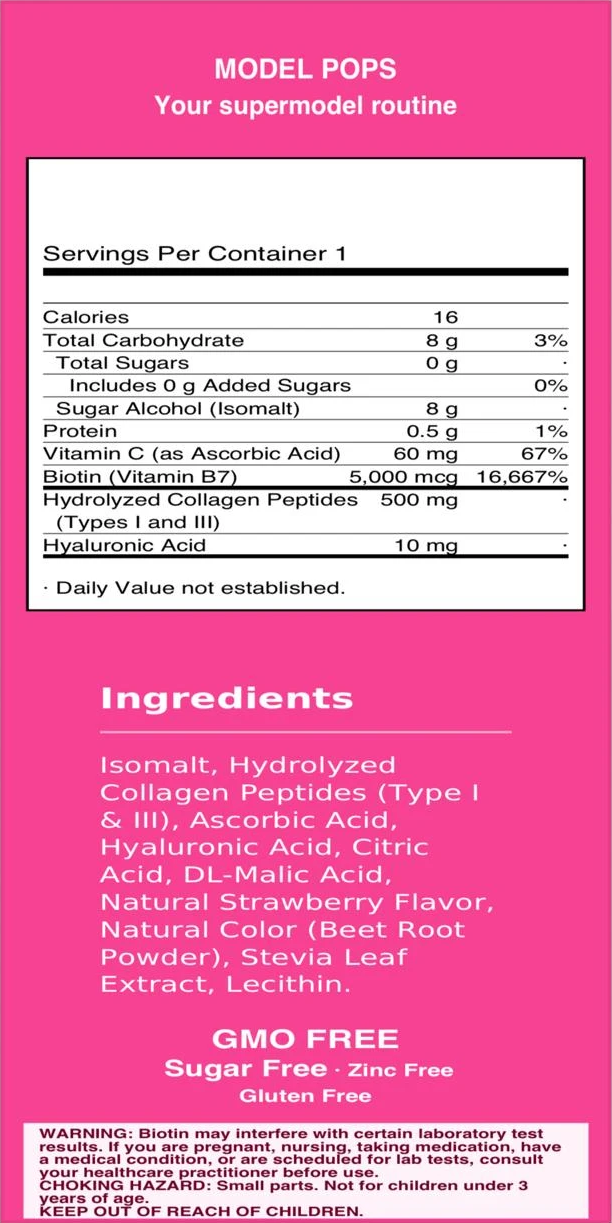 MODEL POPS
Your supermodel routine
Servings Per Container 1
Calories 16
Total Carbohydrate 8 g 3%
Total Sugars 0 g ·
Includes 0 g Added Sugars 0%
Sugar Alcohol (Isomalt) 8 g ·
Protein 0.5 g 1%
Vitamin C (as Ascorbic Acid) 60 mg 67%
Biotin (Vitamin B7) 5,000 mcg 16,667%
Hydrolyzed Collagen Peptides 500 mg ·
(Types I and III)
Hyaluronic Acid 10 mg ·
· Daily Value not established.
Ingredients
Isomalt, Hydrolyzed
Collagen Peptides (Type I
& III), Ascorbic Acid,
Hyaluronic Acid, Citric
Acid, DL-Malic Acid,
Natural Strawberry Flavor,
Natural Color (Beet Root
Powder), Stevia Leaf
Extract, Lecithin.
GMO FREE
Sugar Free · Zinc Free
Gluten Free
WARNING: Biotin may interfere with certain laboratory test
results. If you are pregnant, nursing, taking medication, have
a medical condition, or are scheduled for lab tests, consult
your healthcare practitioner before use.
CHOKING HAZARD: Small parts. Not for children under 3
years of age.
KEEP OUT OF REACH OF CHILDREN.